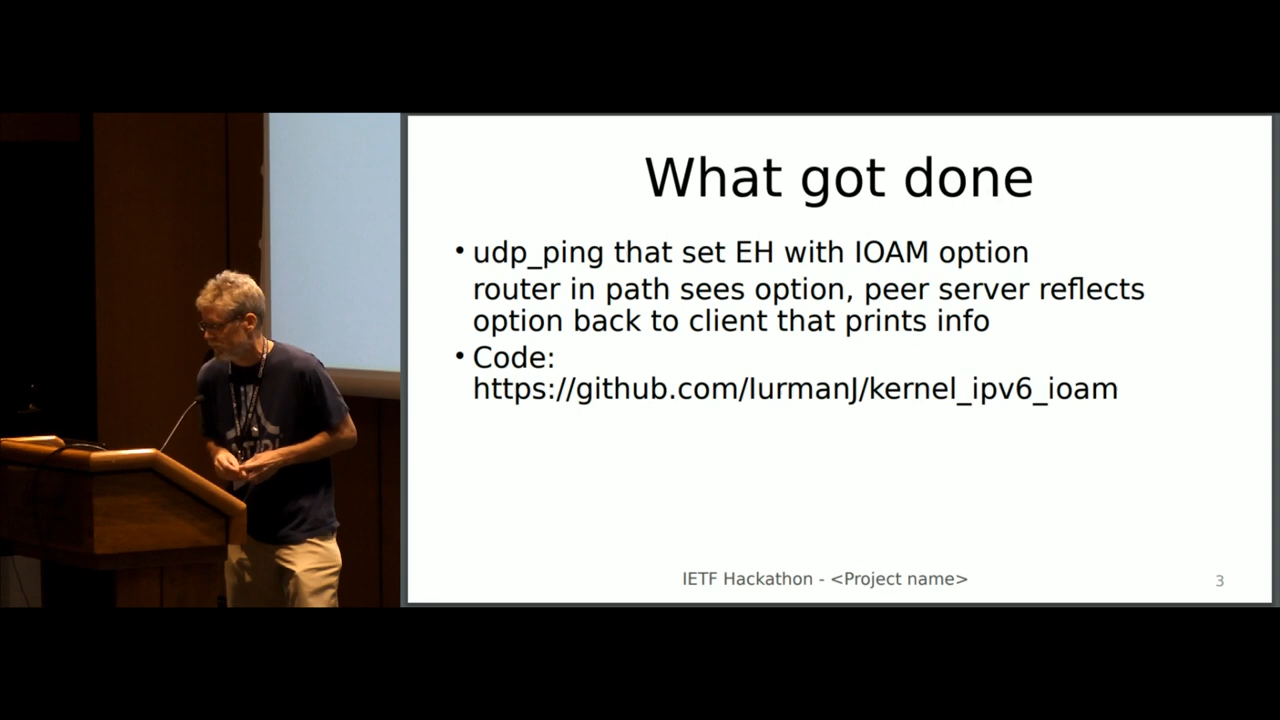 What got done
• udp_ping that set EH with IOAM option
router in path sees option, peer server reflects
option back to client that prints info
• Code:
https://github.com/IurmanJ/kernel_ipv6_ioam
IETF Hackathon - <Project name>
3